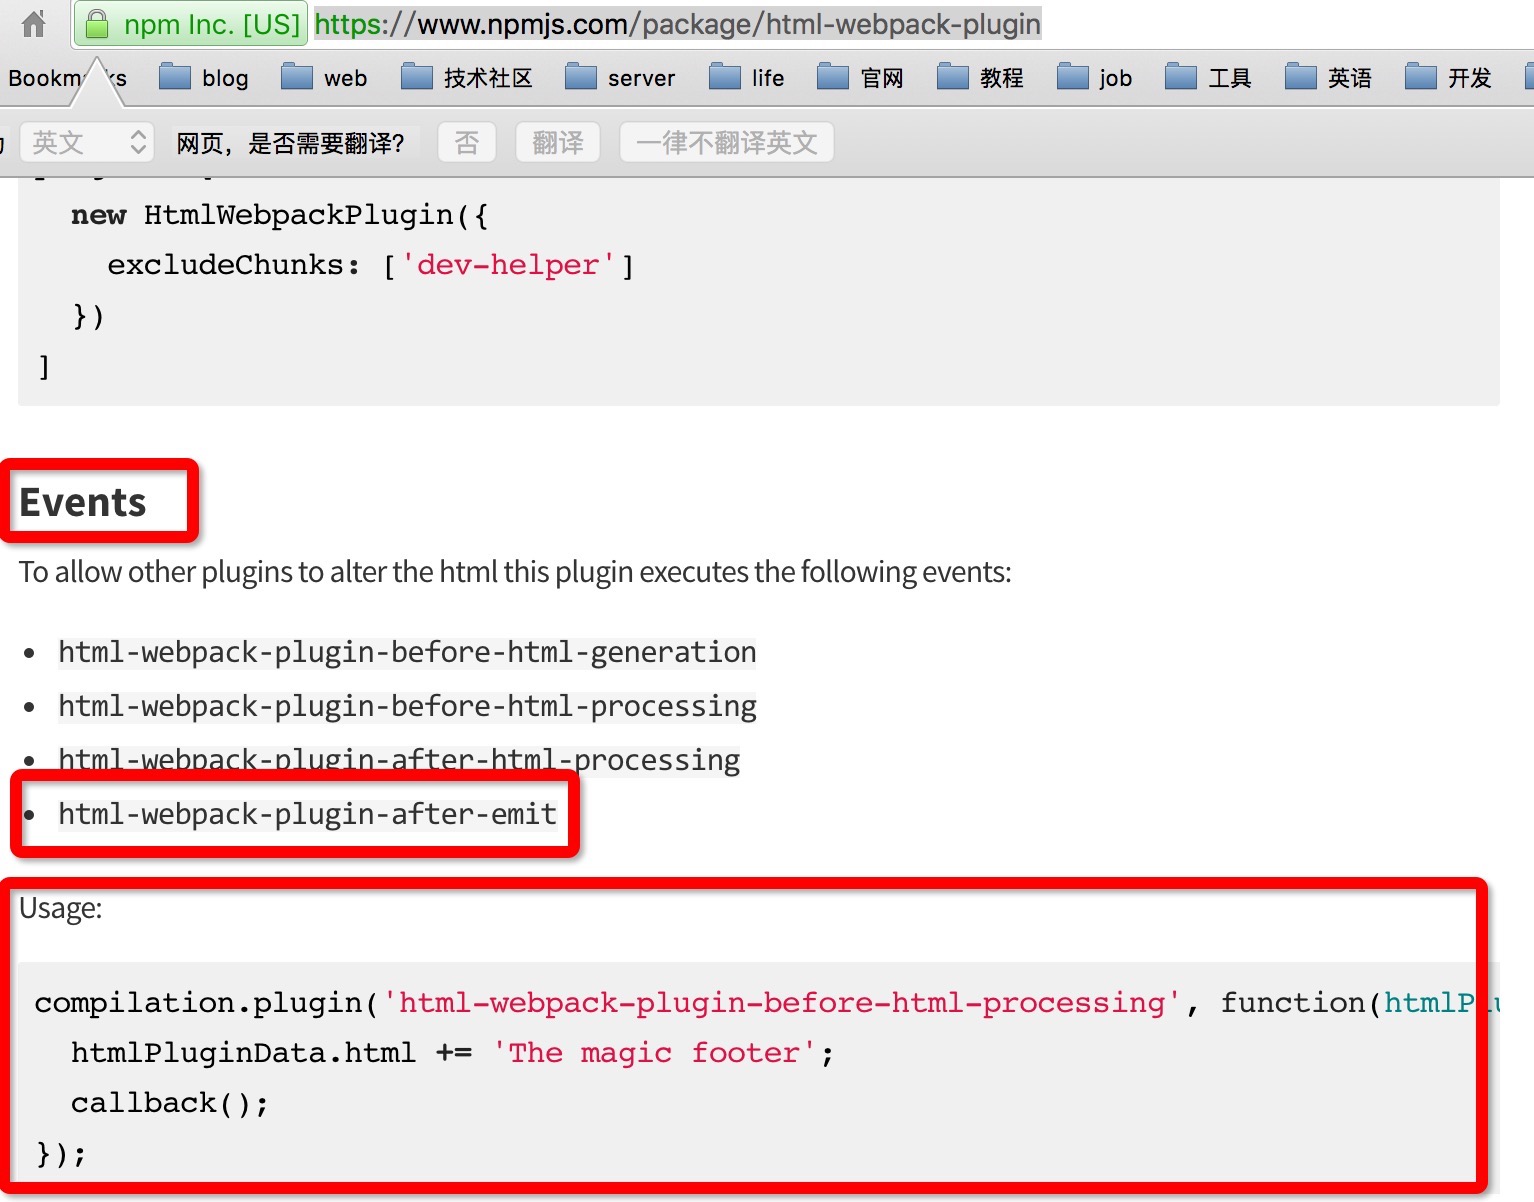 npm Inc. [US] https://www.npmjs.com/package/html-webpack-plugin
blog web 技术社区 server life 官网 教程 job 工具 英语 开发
英文 网页，是否需要翻译？ 否 翻译 一律不翻译英文
new HtmlWebpackPlugin({
excludeChunks: ['dev-helper']
})
]
Events
To allow other plugins to alter the html this plugin executes the following events:
• html-webpack-plugin-before-html-generation
• html-webpack-plugin-before-html-processing
• html-webpack-plugin-after-html-processing
• html-webpack-plugin-after-emit
Usage:
compilation.plugin('html-webpack-plugin-before-html-processing', function(htmlPlu
htmlPluginData.html += 'The magic footer';
callback();
});